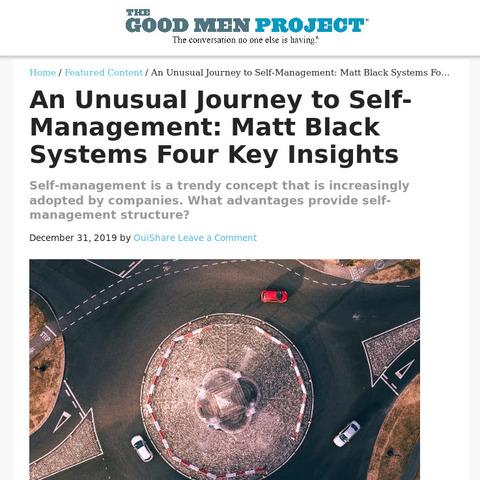 THE
GOOD MEN PROJECT
The conversation no one else is having.®
Home / Featured Content / An Unusual Journey to Self-Management: Matt Black Systems Fo...
An Unusual Journey to Self-
Management: Matt Black
Systems Four Key Insights
Self-management is a trendy concept that is increasingly
adopted by companies. What advantages provide self-
management structure?
December 31, 2019 by OuiShare Leave a Comment